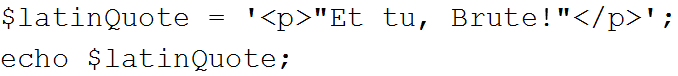 $latinQuote = '<p>"Et tu, Brute!"</p>';
echo $latinQuote;